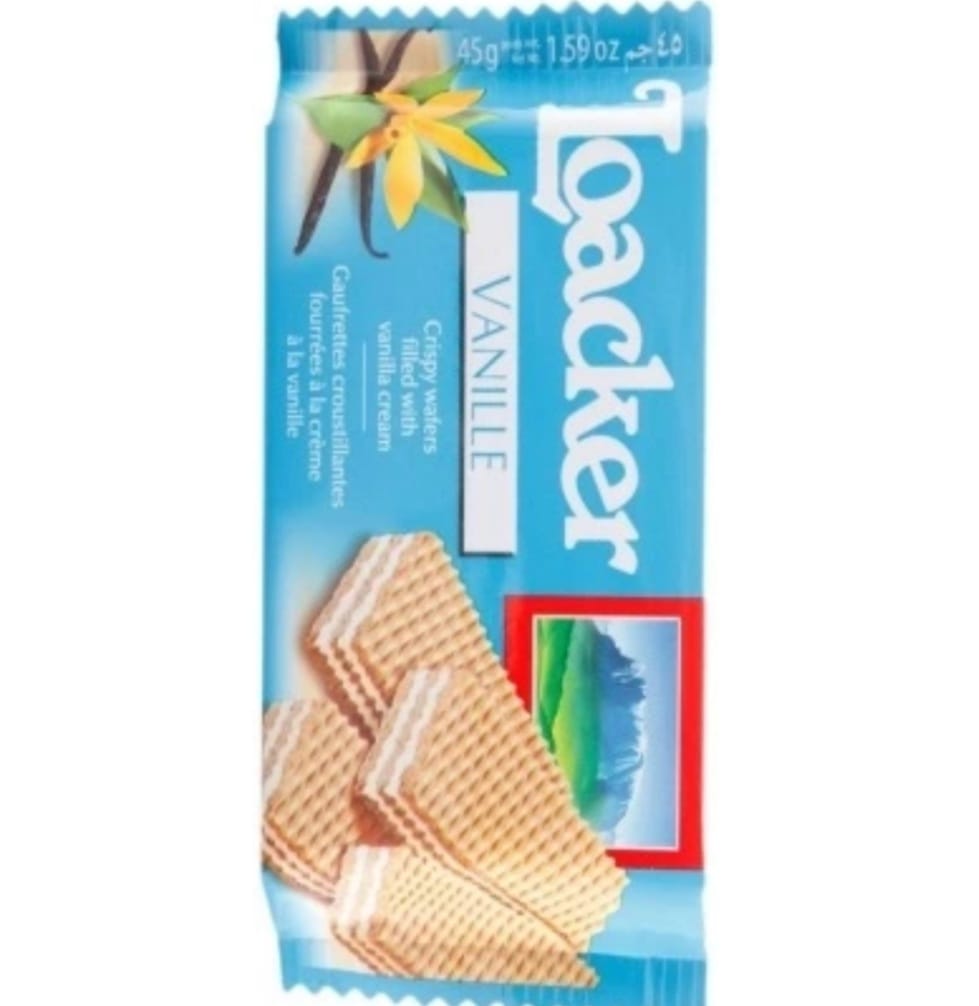 Loacker
VANILLE
Crispy wafers
filled with
vanilla cream
Gaufrettes croustillantes
fourrées à la crème
à la vanille
45g 1.59 oz ٤٥ جم